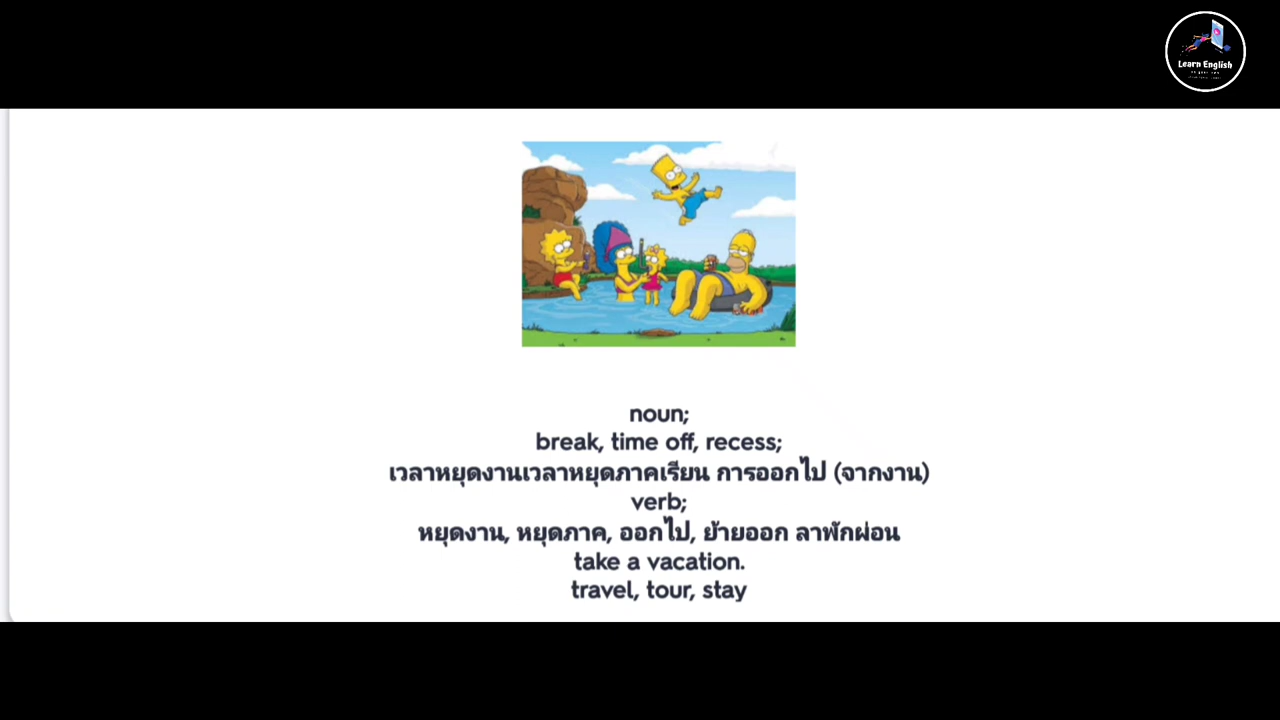 Learn English
noun;
break, time off, recess;
เวลาหยุดงานเวลาหยุดภาคเรียน การออกไป (จากงาน)
verb;
หยุดงาน, หยุดภาค, ออกไป, ย้ายออก ลาพักผ่อน
take a vacation.
travel, tour, stay